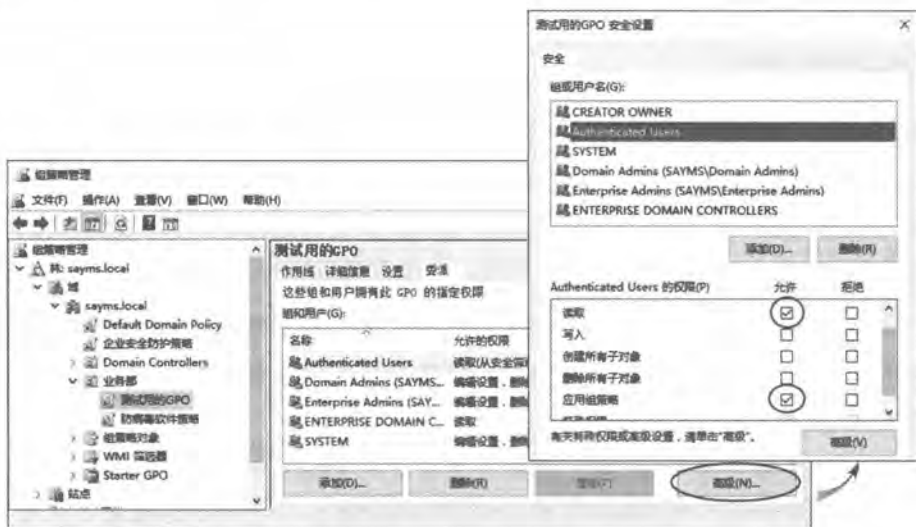 测试用的GPO 安全设置
安全
组或用户名(G):
CREATOR OWNER
Authenticated Users
SYSTEM
Domain Admins (SAYMS\Domain Admins)
Enterprise Admins (SAYMS\Enterprise Admins)
ENTERPRISE DOMAIN CONTROLLERS
添加(D)... 删除(R)
Authenticated Users 的权限(P) 允许 拒绝
读取
写入
创建所有子对象
删除所有子对象
应用组策略
有关特殊权限或高级设置，请单击"高级"。
高级(V)
组策略管理
文件(F) 操作(A) 查看(V) 窗口(W) 帮助(H)
组策略管理
林: sayms.local
域
sayms.local
Default Domain Policy
企业安全防护策略
Domain Controllers
业务部
测试用的GPO
防病毒软件策略
组策略对象
WMI 筛选器
Starter GPO
站点
测试用的GPO
作用域 详细信息 设置 委派
这些组和用户拥有此 GPO 的指定权限
组和用户(G):
名称 允许的权限
Authenticated Users 读取(从安全筛
Domain Admins (SAYMS... 编辑设置，删
Enterprise Admins (SAY... 编辑设置，删
ENTERPRISE DOMAIN C... 读取
SYSTEM 编辑设置，删
添加(D)... 删除(R) 高级(N)...